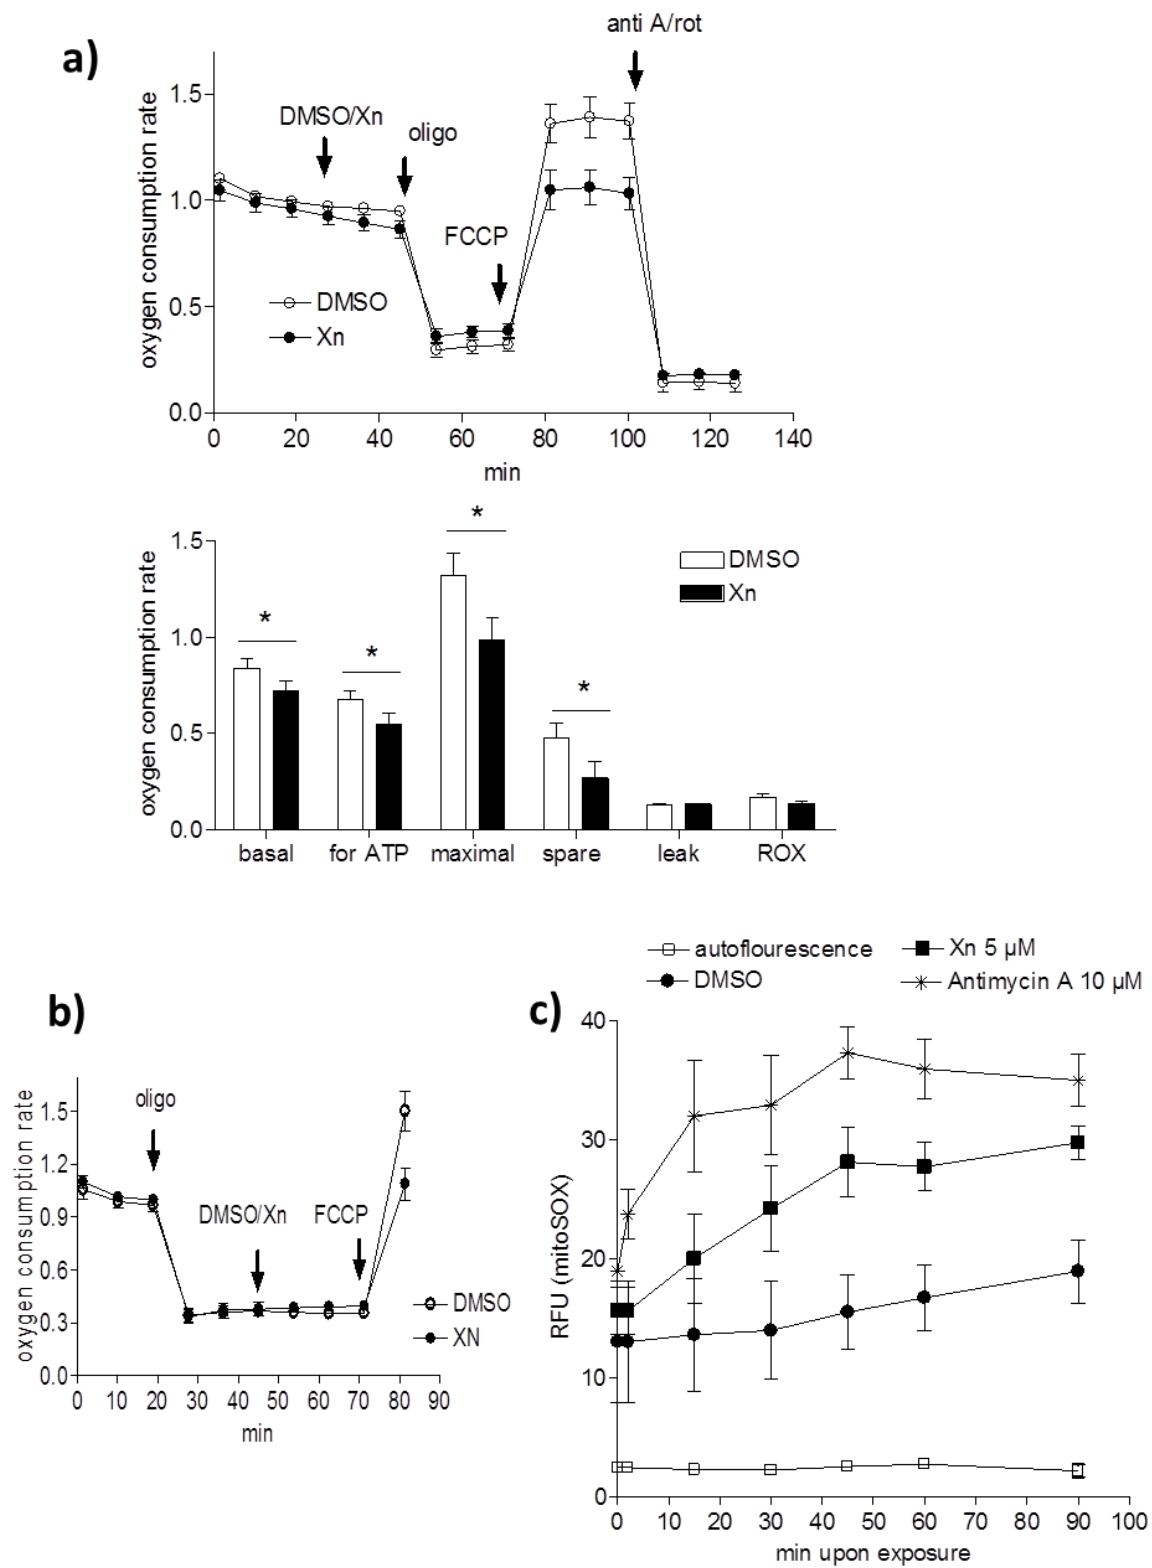 a)
anti A/rot
DMSO/Xn
oligo
FCCP
oxygen consumption rate
1.5
1.0
0.5
0.0
DMSO
Xn
0 20 40 60 80 100 120 140
min
oxygen consumption rate
1.5
1.0
0.5
0.0
* * * *
DMSO
Xn
basal for ATP maximal spare leak ROX
b)
oligo
DMSO/Xn FCCP
oxygen consumption rate
1.5
1.2
0.9
0.6
0.3
0.0
DMSO
XN
0 10 20 30 40 50 60 70 80 90
min
c)
autoflourescence Xn 5 µM
DMSO Antimycin A 10 µM
RFU (mitoSOX)
40
30
20
10
0
0 10 20 30 40 50 60 70 80 90 100
min upon exposure